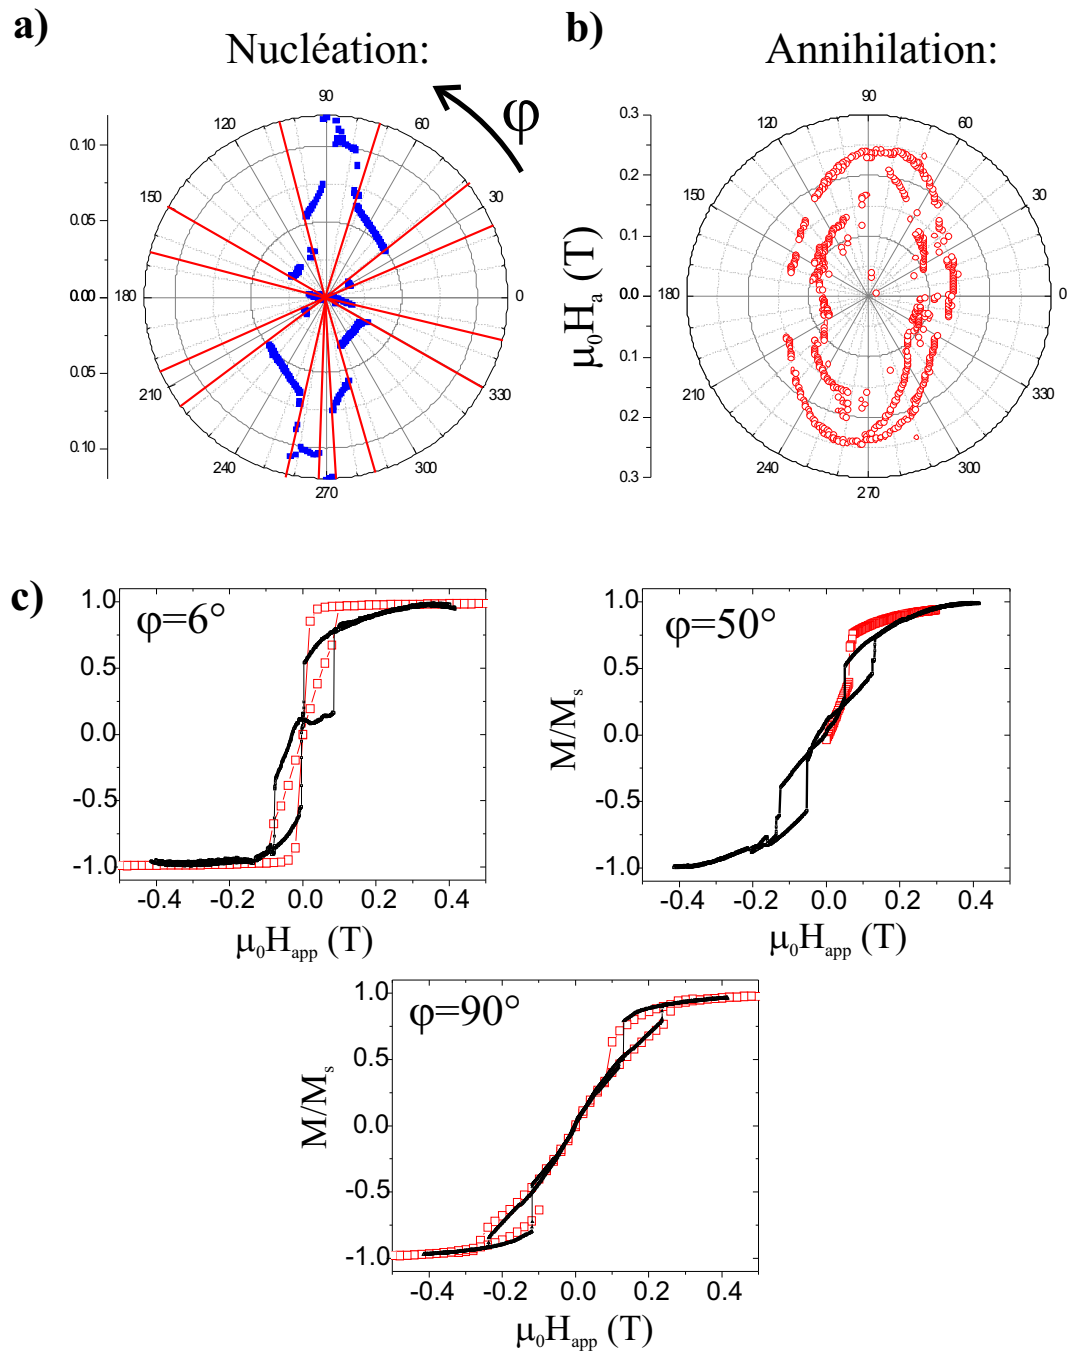 a)
Nucléation:
φ
90
120
60
150
30
180
0
210
330
240
300
270
0.10
0.05
0.00
0.05
0.10
b)
Annihilation:
90
120
60
150
30
180
0
210
330
240
300
270
0.3
0.2
0.1
0.0
0.1
0.2
0.3
μ₀Hₐ (T)
c)
φ=6°
1.0
0.5
0.0
-0.5
-1.0
-0.4 -0.2 0.0 0.2 0.4
μ₀Hₐₚₚ (T)
φ=50°
M/Mₛ
1.0
0.5
0.0
-0.5
-1.0
-0.4 -0.2 0.0 0.2 0.4
μ₀Hₐₚₚ (T)
φ=90°
M/Mₛ
1.0
0.5
0.0
-0.5
-1.0
-0.4 -0.2 0.0 0.2 0.4
μ₀Hₐₚₚ (T)